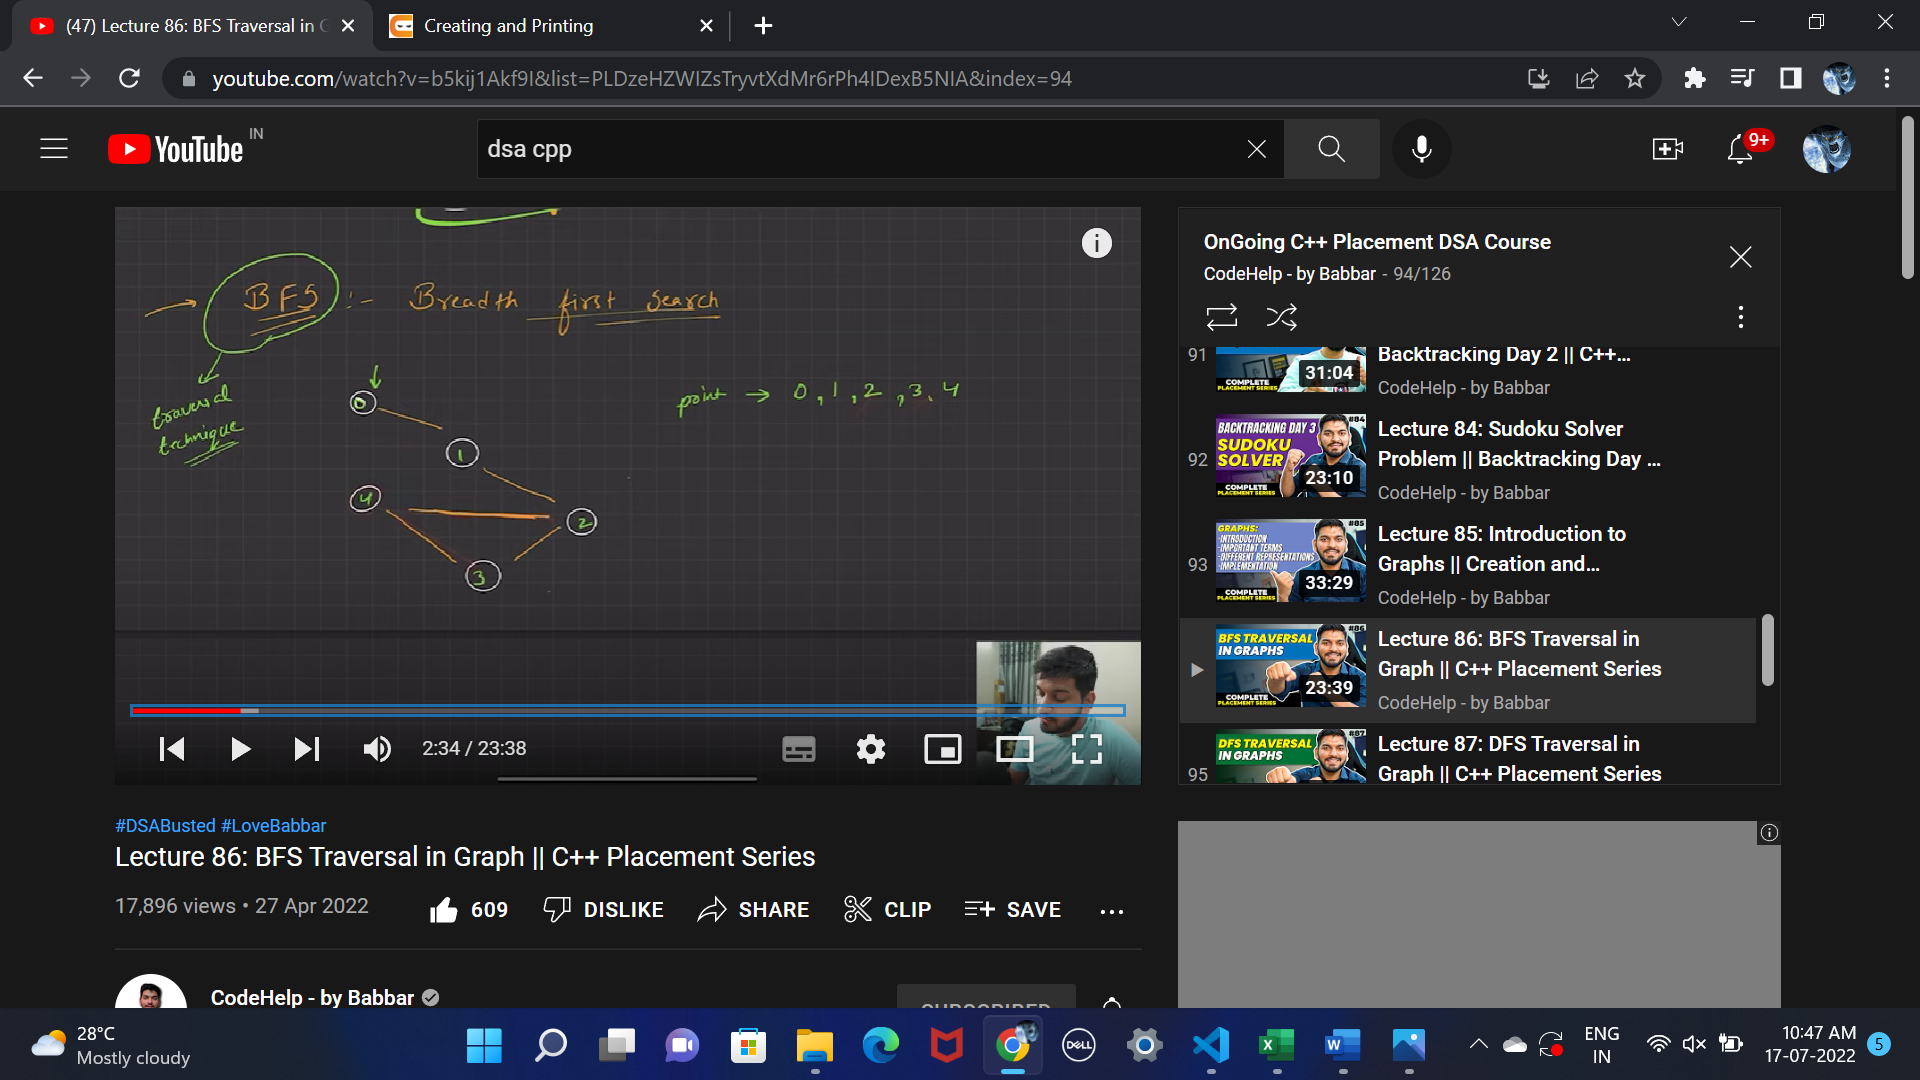 (47) Lecture 86: BFS Traversal in G
Creating and Printing
youtube.com/watch?v=b5kij1Akf9I&list=PLDzeHZWIZsTryvtXdMr6rPh4IDexB5NIA&index=94
YouTube IN
dsa cpp
9+
BFS :- Breadth first search
traversal
technique
point → 0, 1, 2, 3, 4
0
1
4
2
3
2:34 / 23:38
OnGoing C++ Placement DSA Course
CodeHelp - by Babbar - 94/126
91
COMPLETE
PLACEMENT SERIES
31:04
Backtracking Day 2 || C++...
CodeHelp - by Babbar
92
#84
BACKTRACKING DAY 3
SUDOKU
SOLVER
COMPLETE
PLACEMENT SERIES
23:10
Lecture 84: Sudoku Solver
Problem || Backtracking Day ...
CodeHelp - by Babbar
93
#85
GRAPHS:
-INTRODUCTION
-IMPORTANT TERMS
-DIFFERENT REPRESENTATIONS
-IMPLEMENTATION
COMPLETE
PLACEMENT SERIES
33:29
Lecture 85: Introduction to
Graphs || Creation and...
CodeHelp - by Babbar
#86
BFS TRAVERSAL
IN GRAPHS
COMPLETE
PLACEMENT SERIES
23:39
Lecture 86: BFS Traversal in
Graph || C++ Placement Series
CodeHelp - by Babbar
95
#87
DFS TRAVERSAL
IN GRAPHS
Lecture 87: DFS Traversal in
Graph || C++ Placement Series
#DSABusted #LoveBabbar
Lecture 86: BFS Traversal in Graph || C++ Placement Series
17,896 views • 27 Apr 2022
609
DISLIKE
SHARE
CLIP
SAVE
CodeHelp - by Babbar
SUBSCRIBED
28°C
Mostly cloudy
DELL
X
W
ENG
IN
10:47 AM
17-07-2022
5